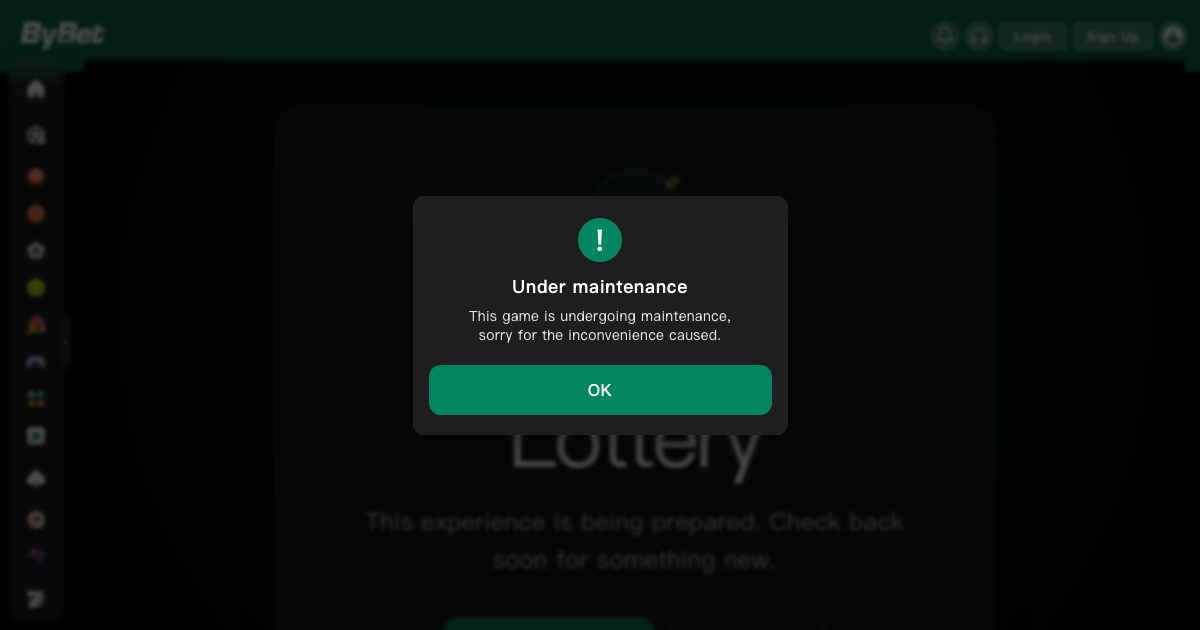 ByBet
Login
Sign Up
!
Under maintenance
This game is undergoing maintenance,
sorry for the inconvenience caused.
OK
Lottery
This experience is being prepared. Check back
soon for something new.